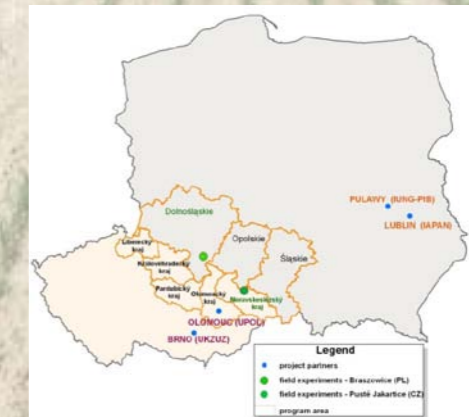 PULAWY (IUNG-PIB)
LUBLIN (IAPAN)
Dolnośląskie
Opolskie
Śląskie
Liberecký
kraj
Královéhradecký
kraj
Pardubický
kraj
Olomoucký
kraj
Moravskoslezský
kraj
OLOMOUC (UPOL)
BRNO (UKZUZ)
Legend
project partners
field experiments - Braszowice (PL)
field experiments - Pusté Jakartice (CZ)
program area